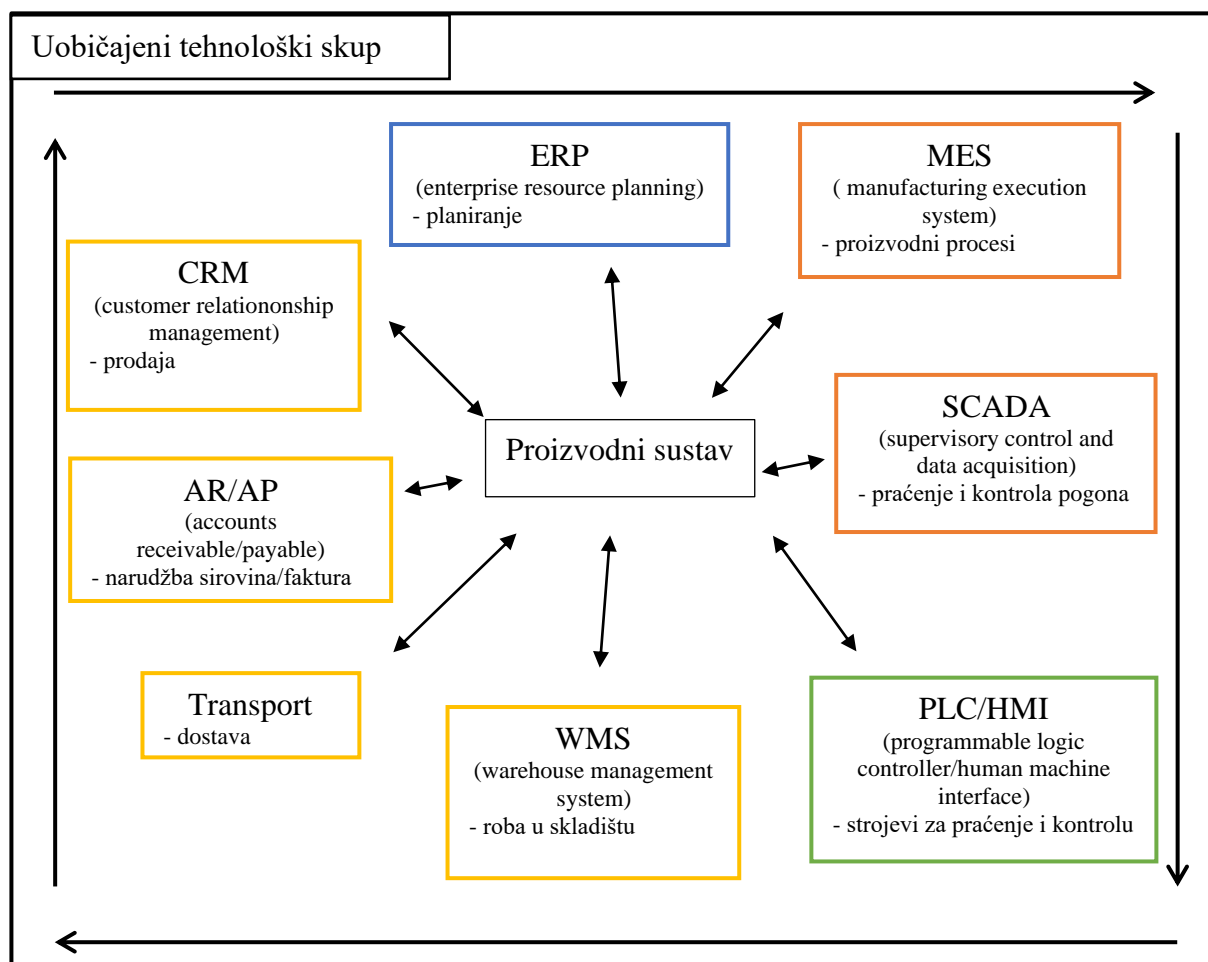 Uobičajeni tehnološki skup
ERP
(enterprise resource planning)
- planiranje
MES
( manufacturing execution
system)
- proizvodni procesi
CRM
(customer relationonship
management)
- prodaja
SCADA
(supervisory control and
data acquisition)
- praćenje i kontrola pogona
Proizvodni sustav
AR/AP
(accounts
receivable/payable)
- narudžba sirovina/faktura
Transport
- dostava
WMS
(warehouse management
system)
- roba u skladištu
PLC/HMI
(programmable logic
controller/human machine
interface)
- strojevi za praćenje i kontrolu